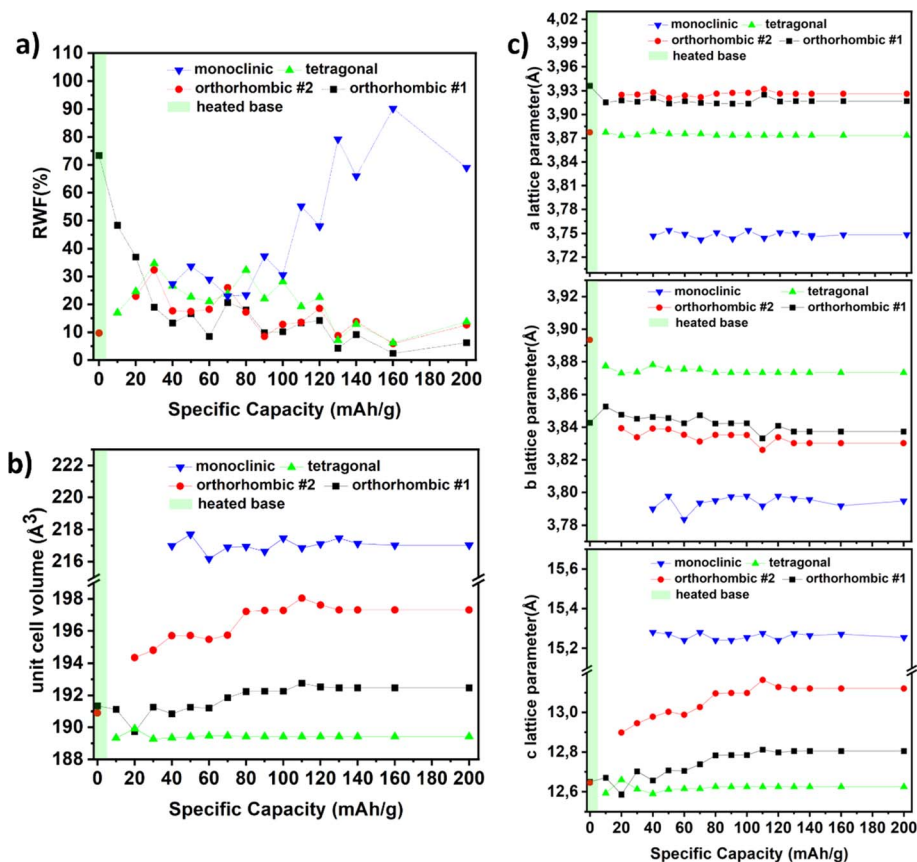 a)
110
100
90
80
70
60
50
40
30
20
10
0
RWF(%)
monoclinic tetragonal
orthorhombic #2 orthorhombic #1
heated base
0 20 40 60 80 100 120 140 160 180 200
Specific Capacity (mAh/g)
b)
222
220
218
216
198
196
194
192
190
188
unit cell volume (Å³)
monoclinic tetragonal
orthorhombic #2 orthorhombic #1
heated base
0 20 40 60 80 100 120 140 160 180 200
Specific Capacity (mAh/g)
c)
4,02
3,99
3,96
3,93
3,90
3,87
3,84
3,81
3,78
3,75
3,72
a lattice parameter(Å)
monoclinic tetragonal
orthorhombic #2 orthorhombic #1
heated base
3,92
3,90
3,88
3,86
3,84
3,82
3,80
3,78
b lattice parameter(Å)
monoclinic tetragonal
orthorhombic #2 orthorhombic #1
heated base
15,6
15,4
15,2
13,0
12,8
12,6
c lattice parameter(Å)
monoclinic tetragonal
orthorhombic #2 orthorhombic #1
heated base
0 20 40 60 80 100 120 140 160 180 200
Specific Capacity (mAh/g)